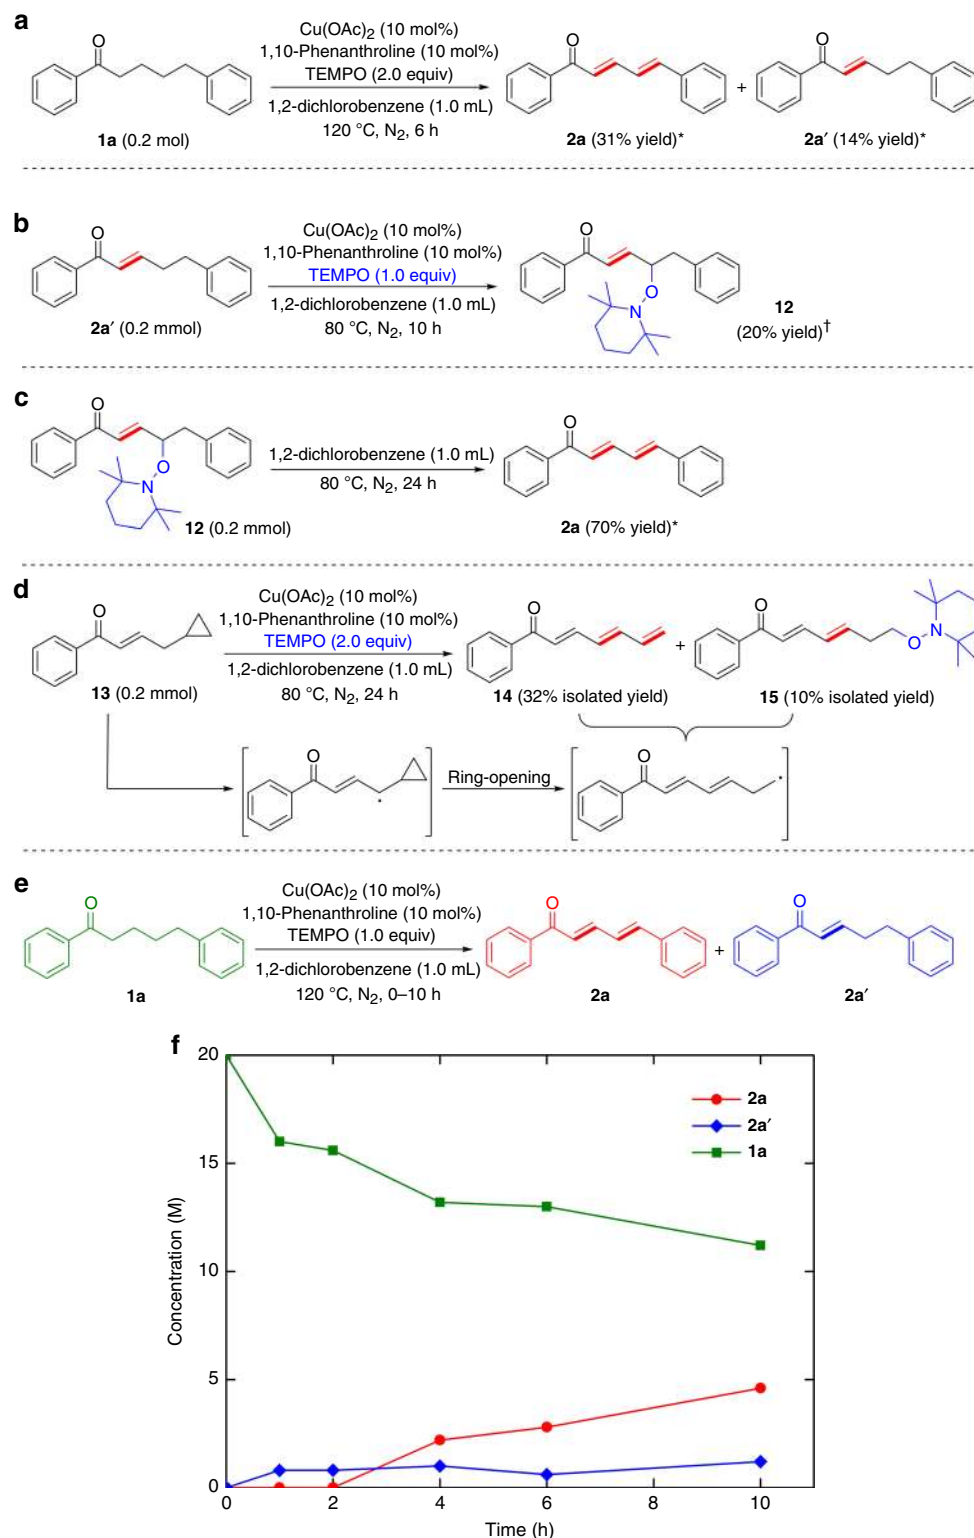 a
Cu(OAc)2 (10 mol%)
1,10-Phenanthroline (10 mol%)
TEMPO (2.0 equiv)
1,2-dichlorobenzene (1.0 mL)
120 °C, N2, 6 h
O
O
O
+
1a (0.2 mol)
2a (31% yield)*
2a′ (14% yield)*
b
Cu(OAc)2 (10 mol%)
1,10-Phenanthroline (10 mol%)
TEMPO (1.0 equiv)
1,2-dichlorobenzene (1.0 mL)
80 °C, N2, 10 h
O
O
O
N
2a′ (0.2 mmol)
12
(20% yield)†
c
O
O
N
12 (0.2 mmol)
1,2-dichlorobenzene (1.0 mL)
80 °C, N2, 24 h
O
2a (70% yield)*
d
Cu(OAc)2 (10 mol%)
1,10-Phenanthroline (10 mol%)
TEMPO (2.0 equiv)
1,2-dichlorobenzene (1.0 mL)
80 °C, N2, 24 h
O
O
+
O
O
N
13 (0.2 mmol)
14 (32% isolated yield)
15 (10% isolated yield)
O
Ring-opening
O
e
Cu(OAc)2 (10 mol%)
1,10-Phenanthroline (10 mol%)
TEMPO (1.0 equiv)
1,2-dichlorobenzene (1.0 mL)
120 °C, N2, 0–10 h
O
O
+
O
1a
2a
2a′
f
20
15
10
5
0
Concentration (M)
2a
2a′
1a
0
2
4
6
8
10
Time (h)